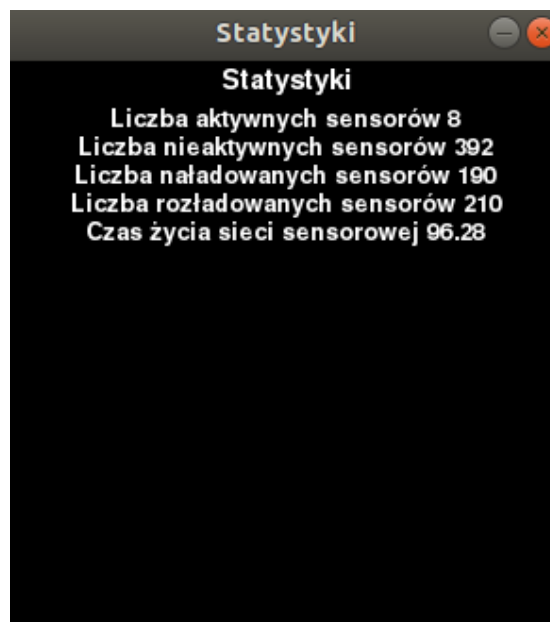 Statystyki
Statystyki
Liczba aktywnych sensorów 8
Liczba nieaktywnych sensorów 392
Liczba naładowanych sensorów 190
Liczba rozładowanych sensorów 210
Czas życia sieci sensorowej 96.28